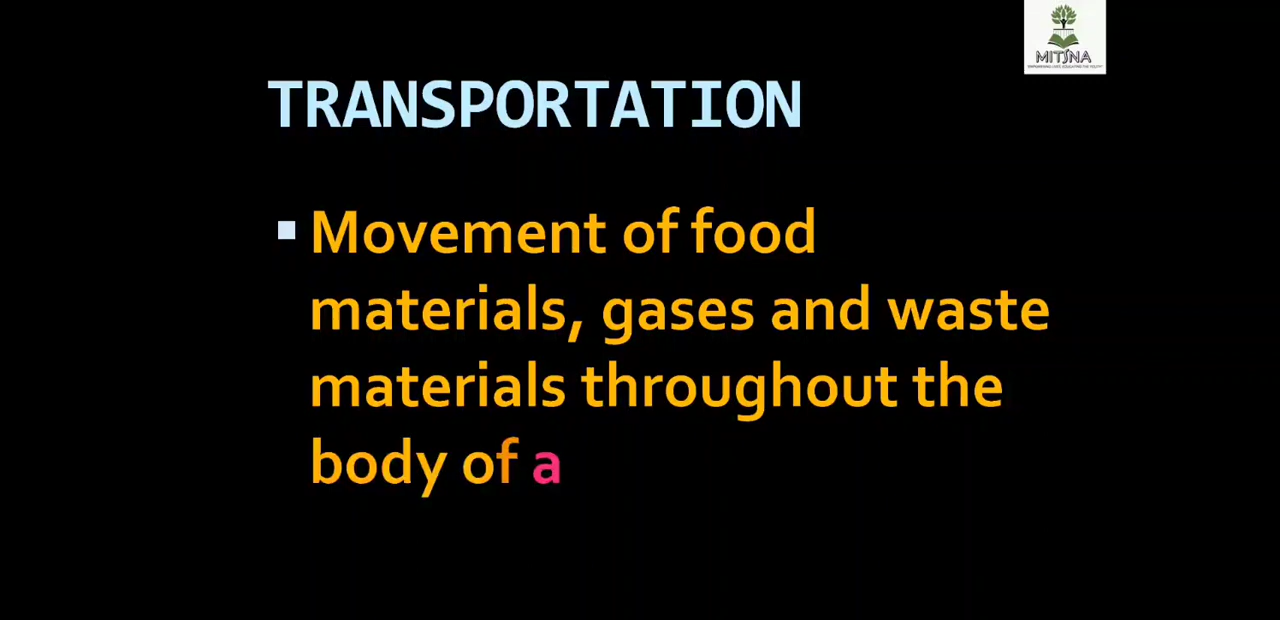 MITSNA
TRANSPORTATION
Movement of food
materials, gases and waste
materials throughout the
body of a